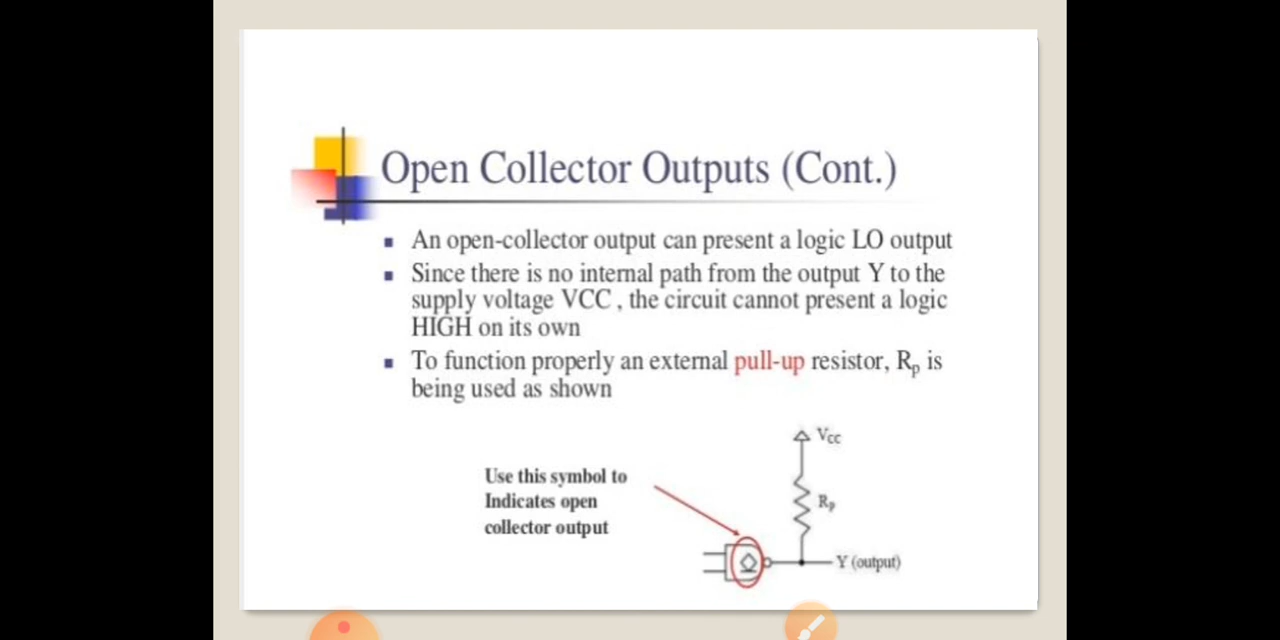 Open Collector Outputs (Cont.)
An open-collector output can present a logic LO output
Since there is no internal path from the output Y to the
supply voltage VCC , the circuit cannot present a logic
HIGH on its own
To function properly an external pull-up resistor, Rp is
being used as shown
Use this symbol to
Indicates open
collector output
Vcc
Rp
Y (output)